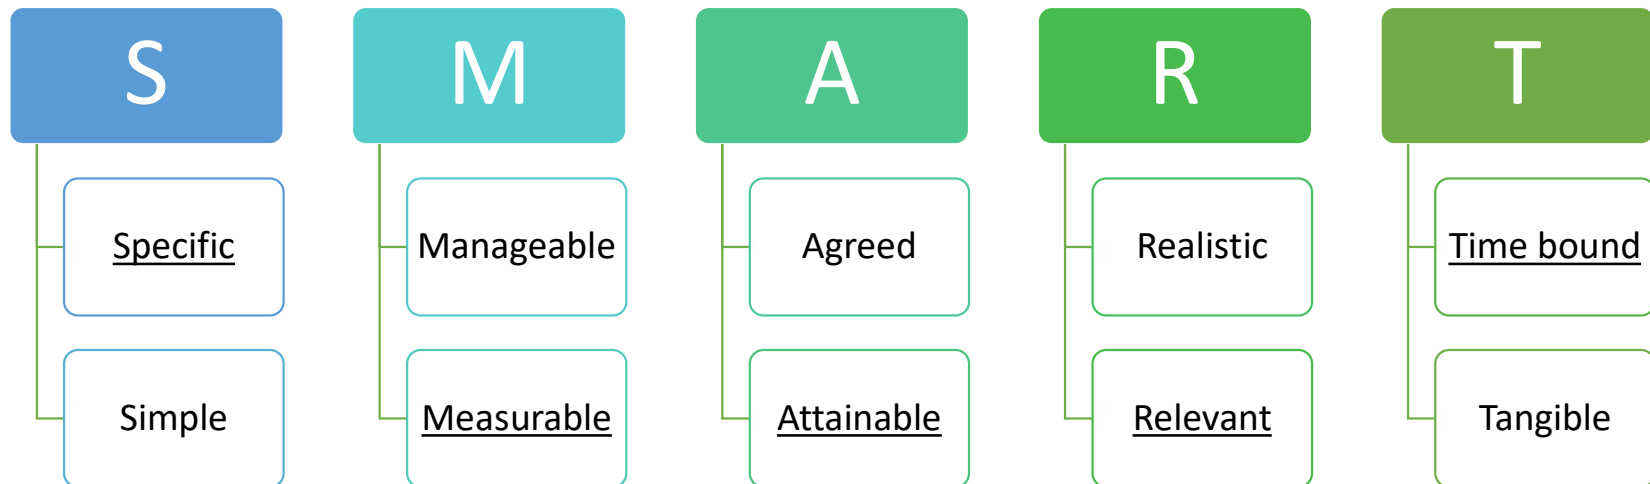 S
Specific
Simple
M
Manageable
Measurable
A
Agreed
Attainable
R
Realistic
Relevant
T
Time bound
Tangible